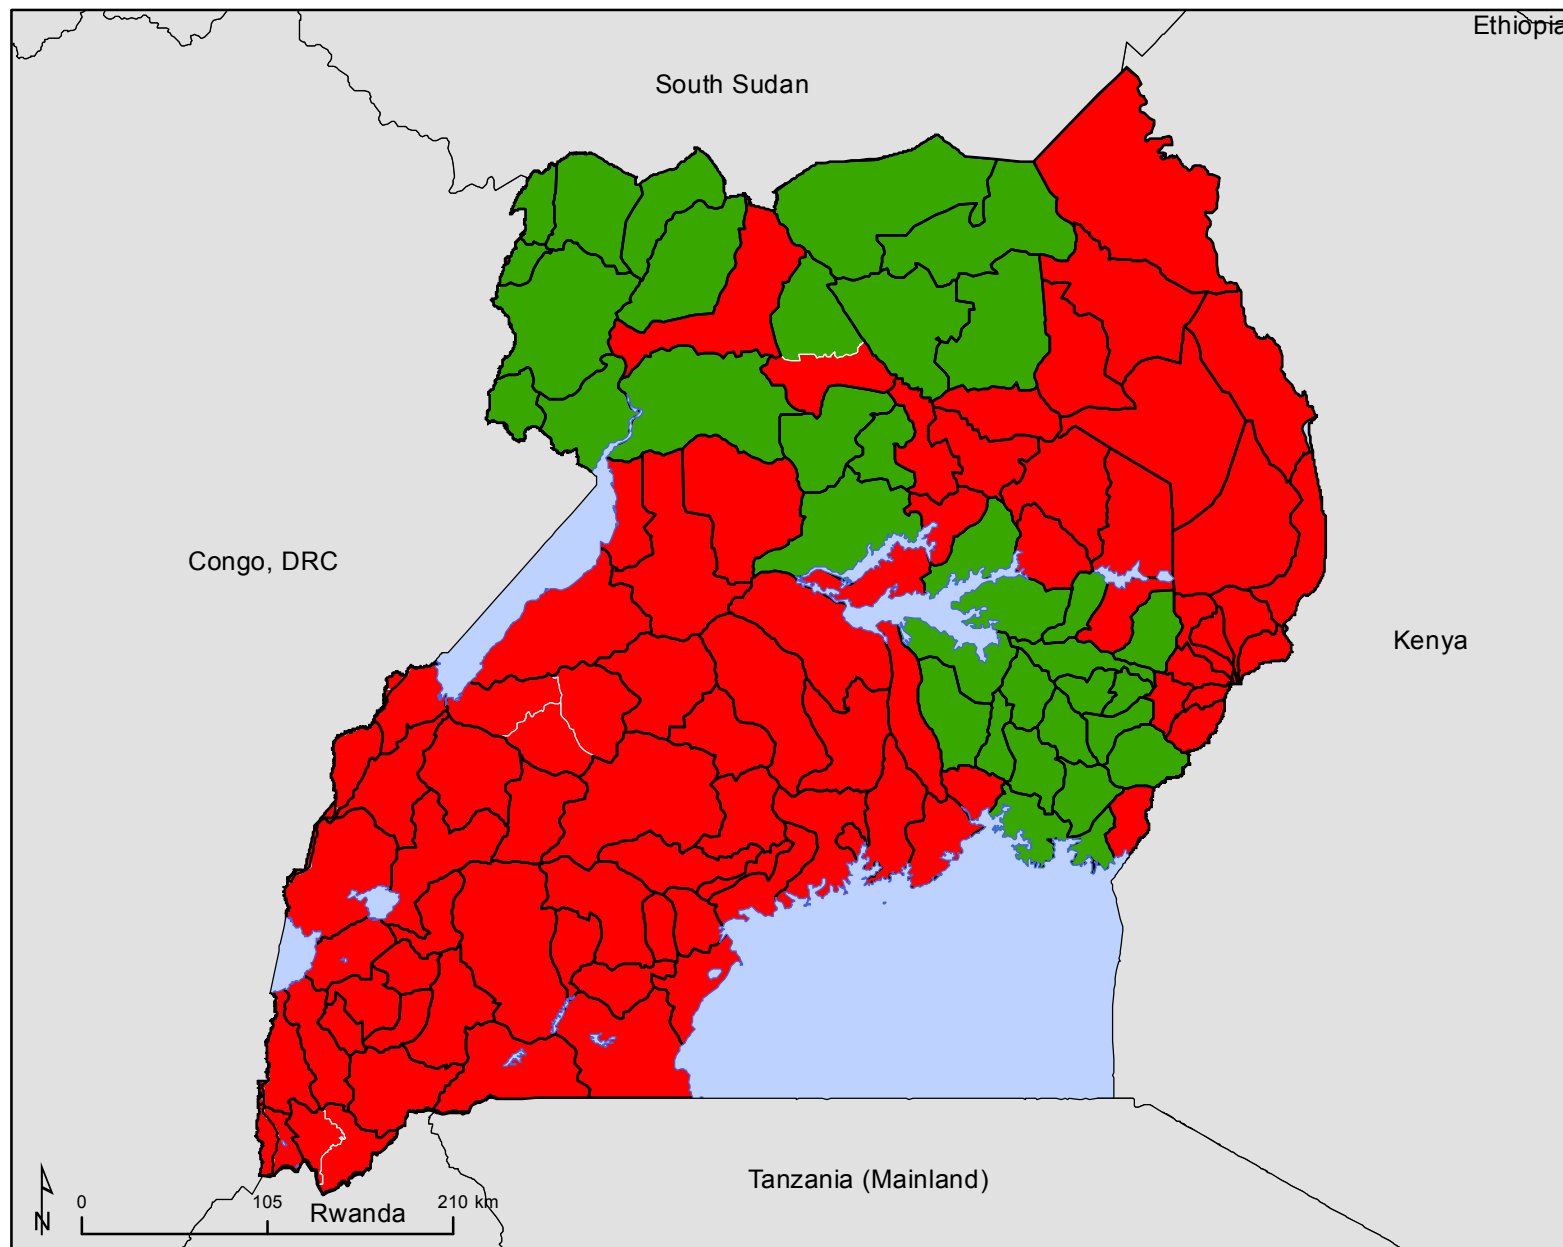 Ethiopia
South Sudan
Congo, DRC
Kenya
Tanzania (Mainland)
0 105 210 km
Rwanda
N